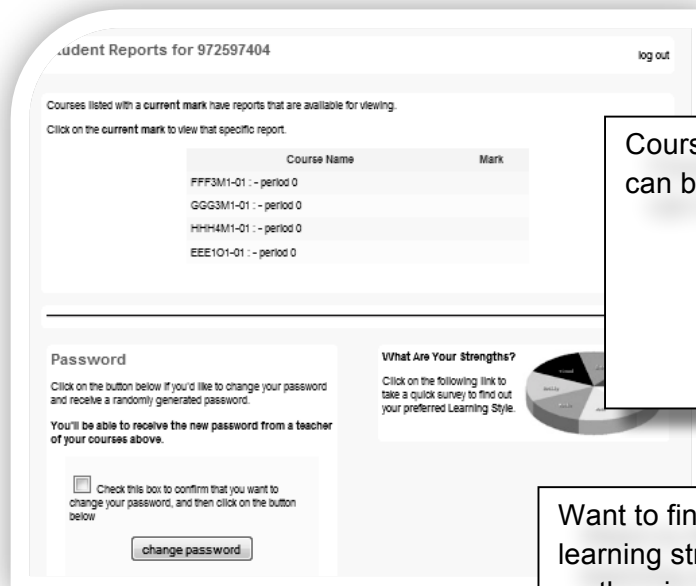 Student Reports for 972597404
log out
Courses listed with a current mark have reports that are available for viewing.
Click on the current mark to view that specific report.
Course Name Mark
FFF3M1-01 : - period 0
GGG3M1-01 : - period 0
HHH4M1-01 : - period 0
EEE1O1-01 : - period 0
Password
Click on the button below if you'd like to change your password
and receive a randomly generated password.
You'll be able to receive the new password from a teacher
of your courses above.
Check this box to confirm that you want to
change your password, and then click on the button
below
change password
What Are Your Strengths?
Click on the following link to
take a quick survey to find out
your preferred Learning Style.
can b
Want to fin